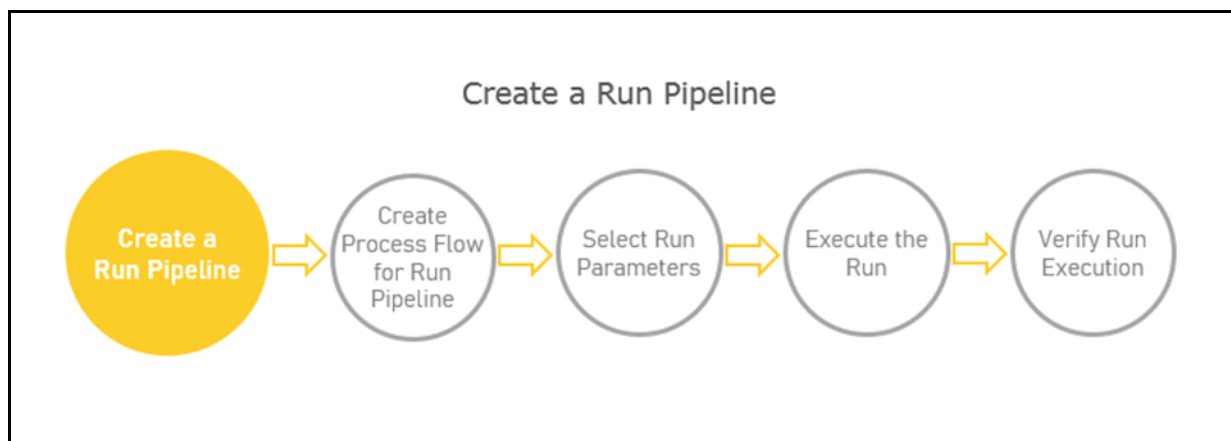 Create a Run Pipeline
Create a
Run Pipeline
Create
Process Flow
for Run
Pipeline
Select Run
Parameters
Execute the
Run
Verify Run
Execution